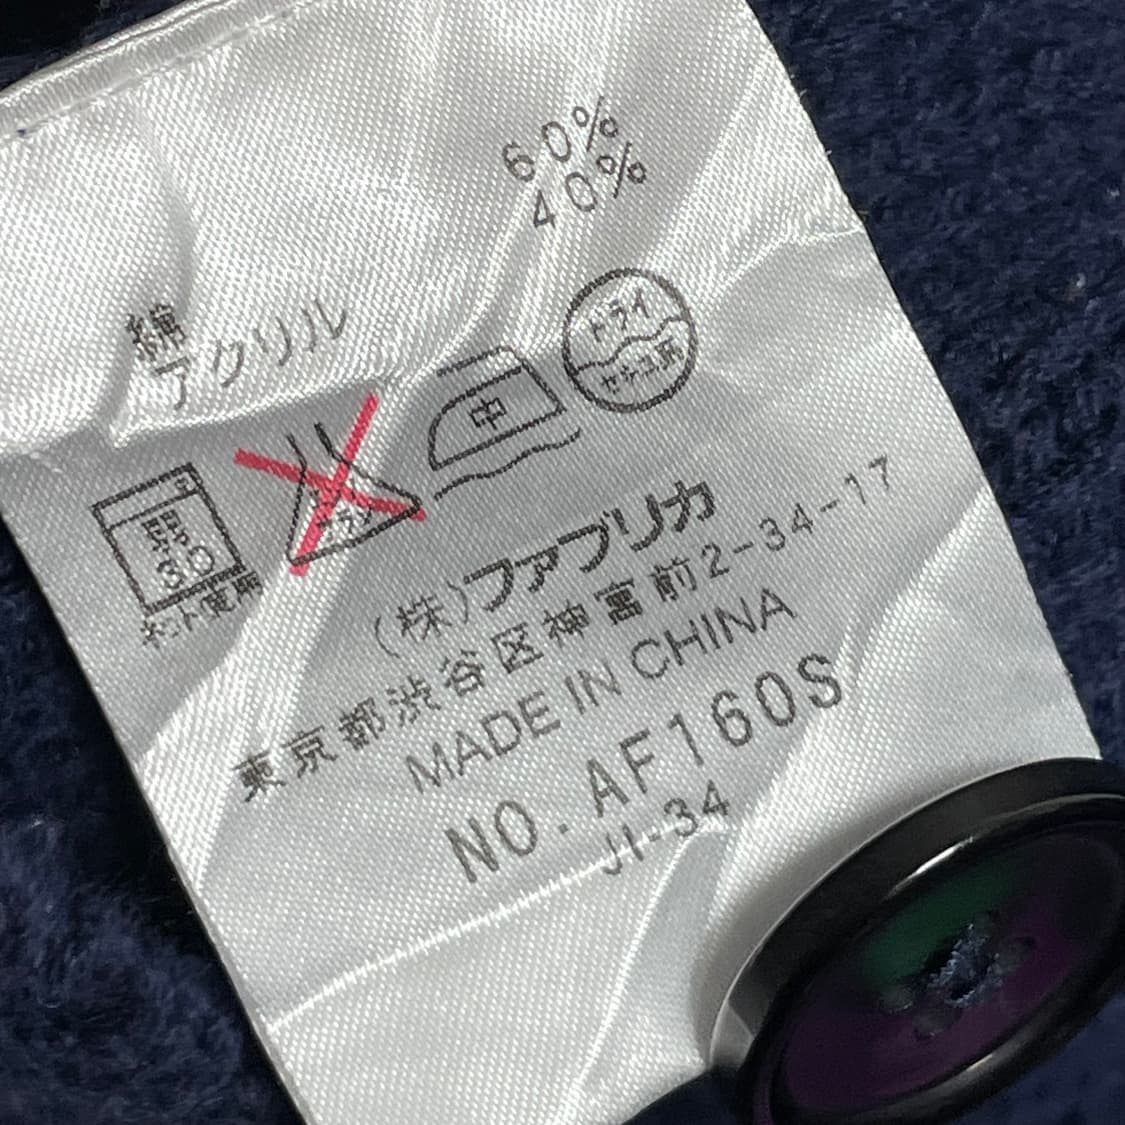 60%
40%
綿
アクリル
弱
30
ネット使用
中
ドライ
セキユ系
(株)ファブリカ
東京都渋谷区神宮前2-34-17
MADE IN CHINA
NO. AF160S
JI-34